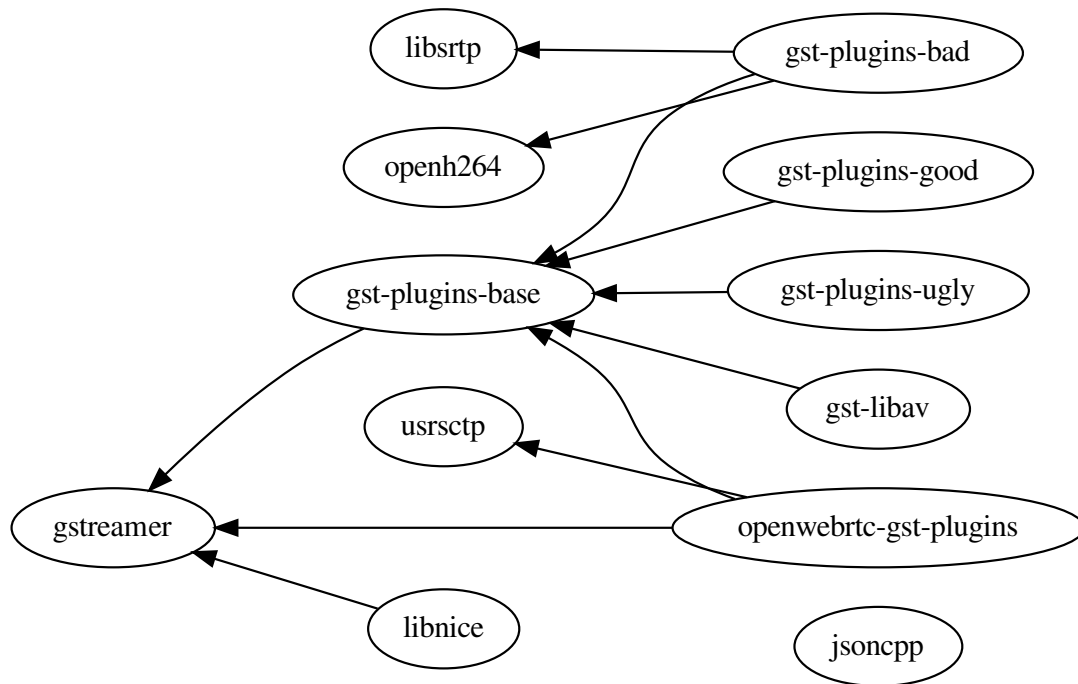 libsrtp
gst-plugins-bad
openh264
gst-plugins-good
gst-plugins-base
gst-plugins-ugly
usrsctp
gst-libav
gstreamer
openwebrtc-gst-plugins
libnice
jsoncpp